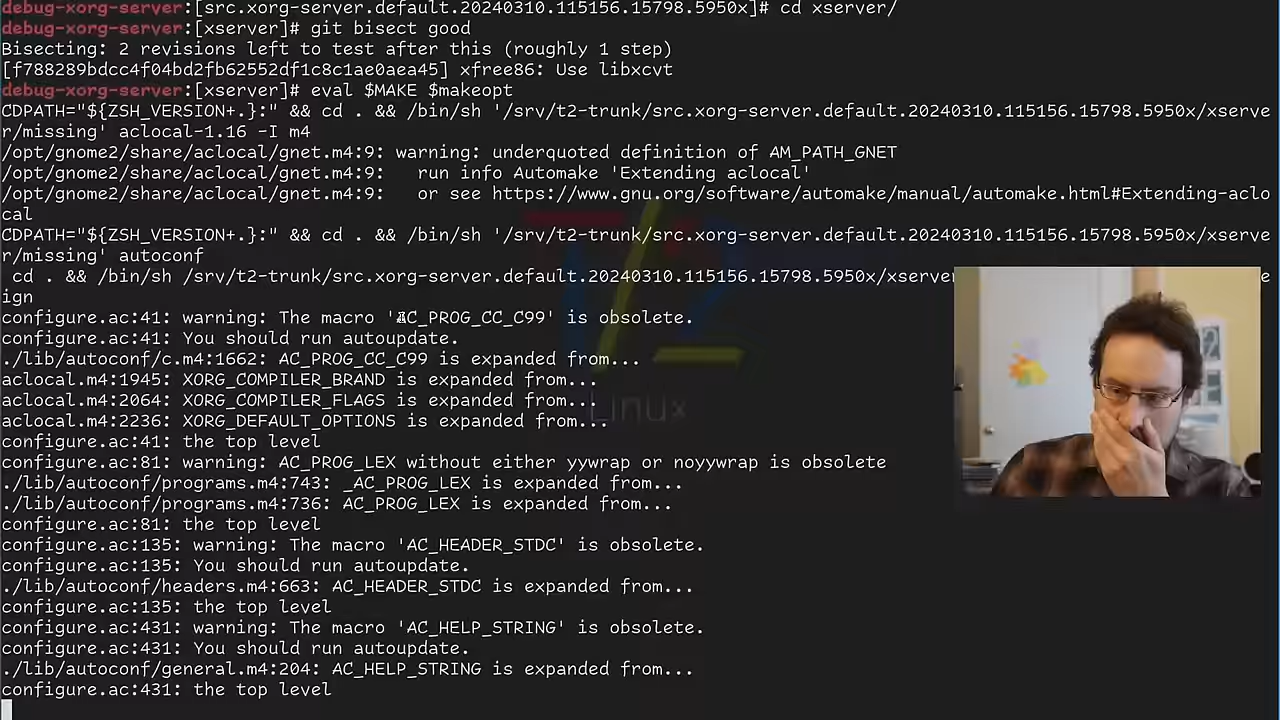 debug-xorg-server:[src.xorg-server.default.20240310.115156.15798.5950x]# cd xserver/
debug-xorg-server:[xserver]# git bisect good
Bisecting: 2 revisions left to test after this (roughly 1 step)
[f788289bdcc4f04bd2fb62552df1c8c1ae0aea45] xfree86: Use libxcvt
debug-xorg-server:[xserver]# eval $MAKE $makeopt
CDPATH="${ZSH_VERSION+.}:" && cd . && /bin/sh '/srv/t2-trunk/src.xorg-server.default.20240310.115156.15798.5950x/xserve
r/missing' aclocal-1.16 -I m4
/opt/gnome2/share/aclocal/gnet.m4:9: warning: underquoted definition of AM_PATH_GNET
/opt/gnome2/share/aclocal/gnet.m4:9:   run info Automake 'Extending aclocal'
/opt/gnome2/share/aclocal/gnet.m4:9:   or see https://www.gnu.org/software/automake/manual/automake.html#Extending-aclo
cal
CDPATH="${ZSH_VERSION+.}:" && cd . && /bin/sh '/srv/t2-trunk/src.xorg-server.default.20240310.115156.15798.5950x/xserve
r/missing' autoconf
 cd . && /bin/sh /srv/t2-trunk/src.xorg-server.default.20240310.115156.15798.5950x/xserver
ign
configure.ac:41: warning: The macro 'AC_PROG_CC_C99' is obsolete.
configure.ac:41: You should run autoupdate.
./lib/autoconf/c.m4:1662: AC_PROG_CC_C99 is expanded from...
aclocal.m4:1945: XORG_COMPILER_BRAND is expanded from...
aclocal.m4:2064: XORG_COMPILER_FLAGS is expanded from...
aclocal.m4:2236: XORG_DEFAULT_OPTIONS is expanded from...
Linux
configure.ac:41: the top level
configure.ac:81: warning: AC_PROG_LEX without either yywrap or noyywrap is obsolete
./lib/autoconf/programs.m4:743: _AC_PROG_LEX is expanded from...
./lib/autoconf/programs.m4:736: AC_PROG_LEX is expanded from...
configure.ac:81: the top level
configure.ac:135: warning: The macro 'AC_HEADER_STDC' is obsolete.
configure.ac:135: You should run autoupdate.
./lib/autoconf/headers.m4:663: AC_HEADER_STDC is expanded from...
configure.ac:135: the top level
configure.ac:431: warning: The macro 'AC_HELP_STRING' is obsolete.
configure.ac:431: You should run autoupdate.
./lib/autoconf/general.m4:204: AC_HELP_STRING is expanded from...
configure.ac:431: the top level